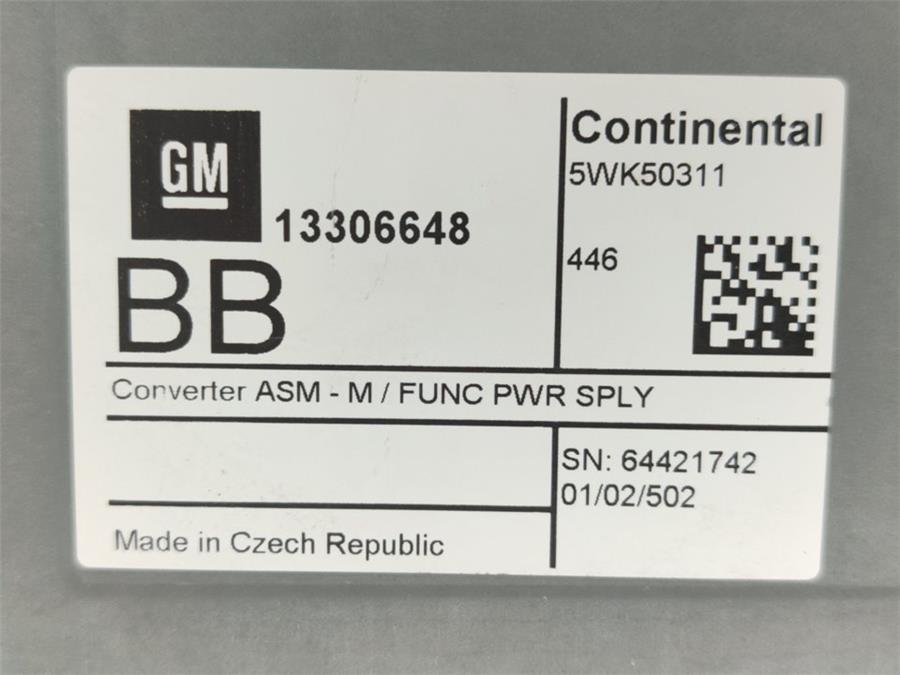 GM
13306648
BB
Continental
5WK50311
446
Converter ASM - M / FUNC PWR SPLY
SN: 64421742
01/02/502
Made in Czech Republic